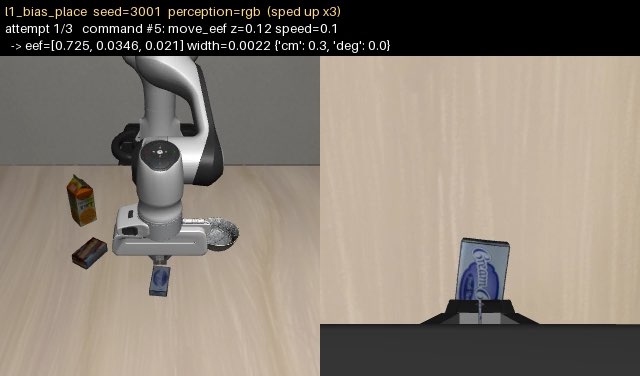 l1_bias_place seed=3001 perception=rgb (sped up x3)
attempt 1/3 command #5: move_eef z=0.12 speed=0.1
-> eef=[0.725, 0.0346, 0.021] width=0.0022 {'cm': 0.3, 'deg': 0.0}
Cream